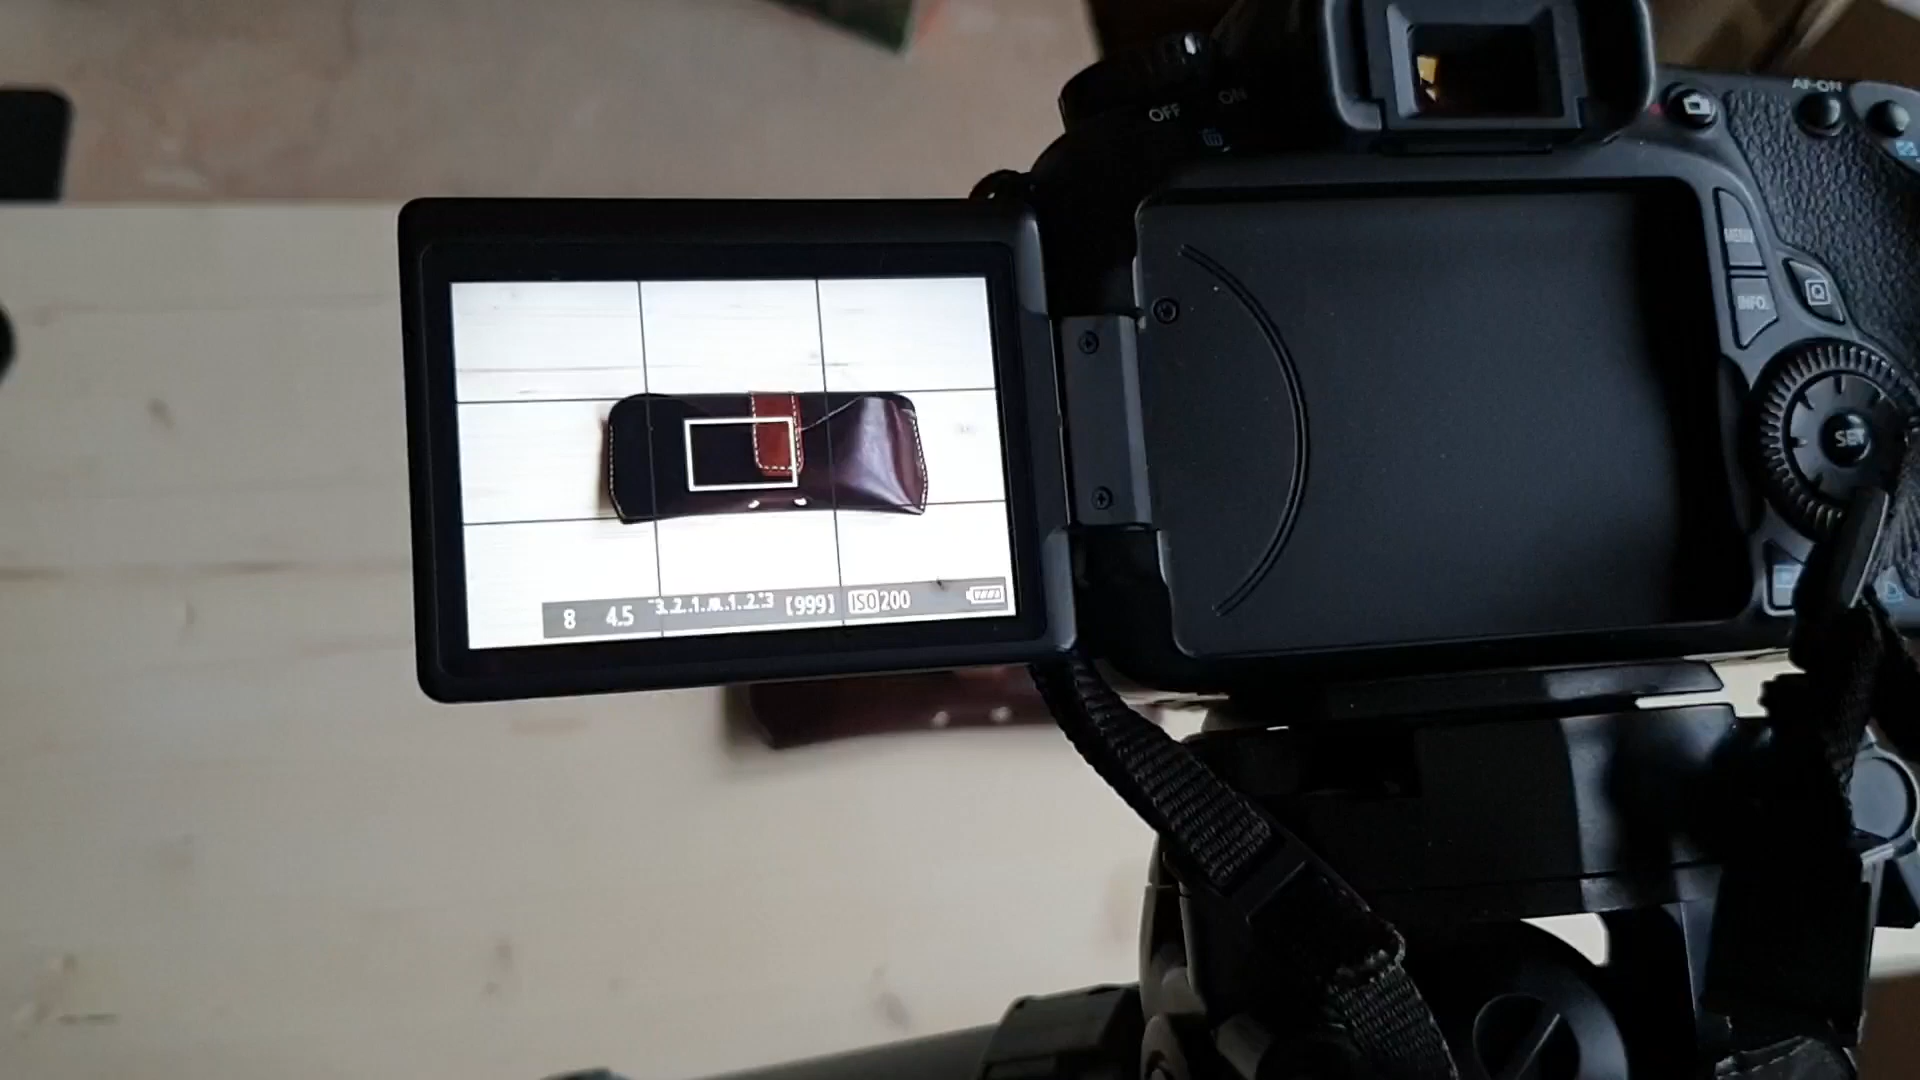 AF-ON
OFF ON
MENU
INFO.
Q
SET
8 4.5 -3..2..1..0..1..2..+3 [999] ISO 200